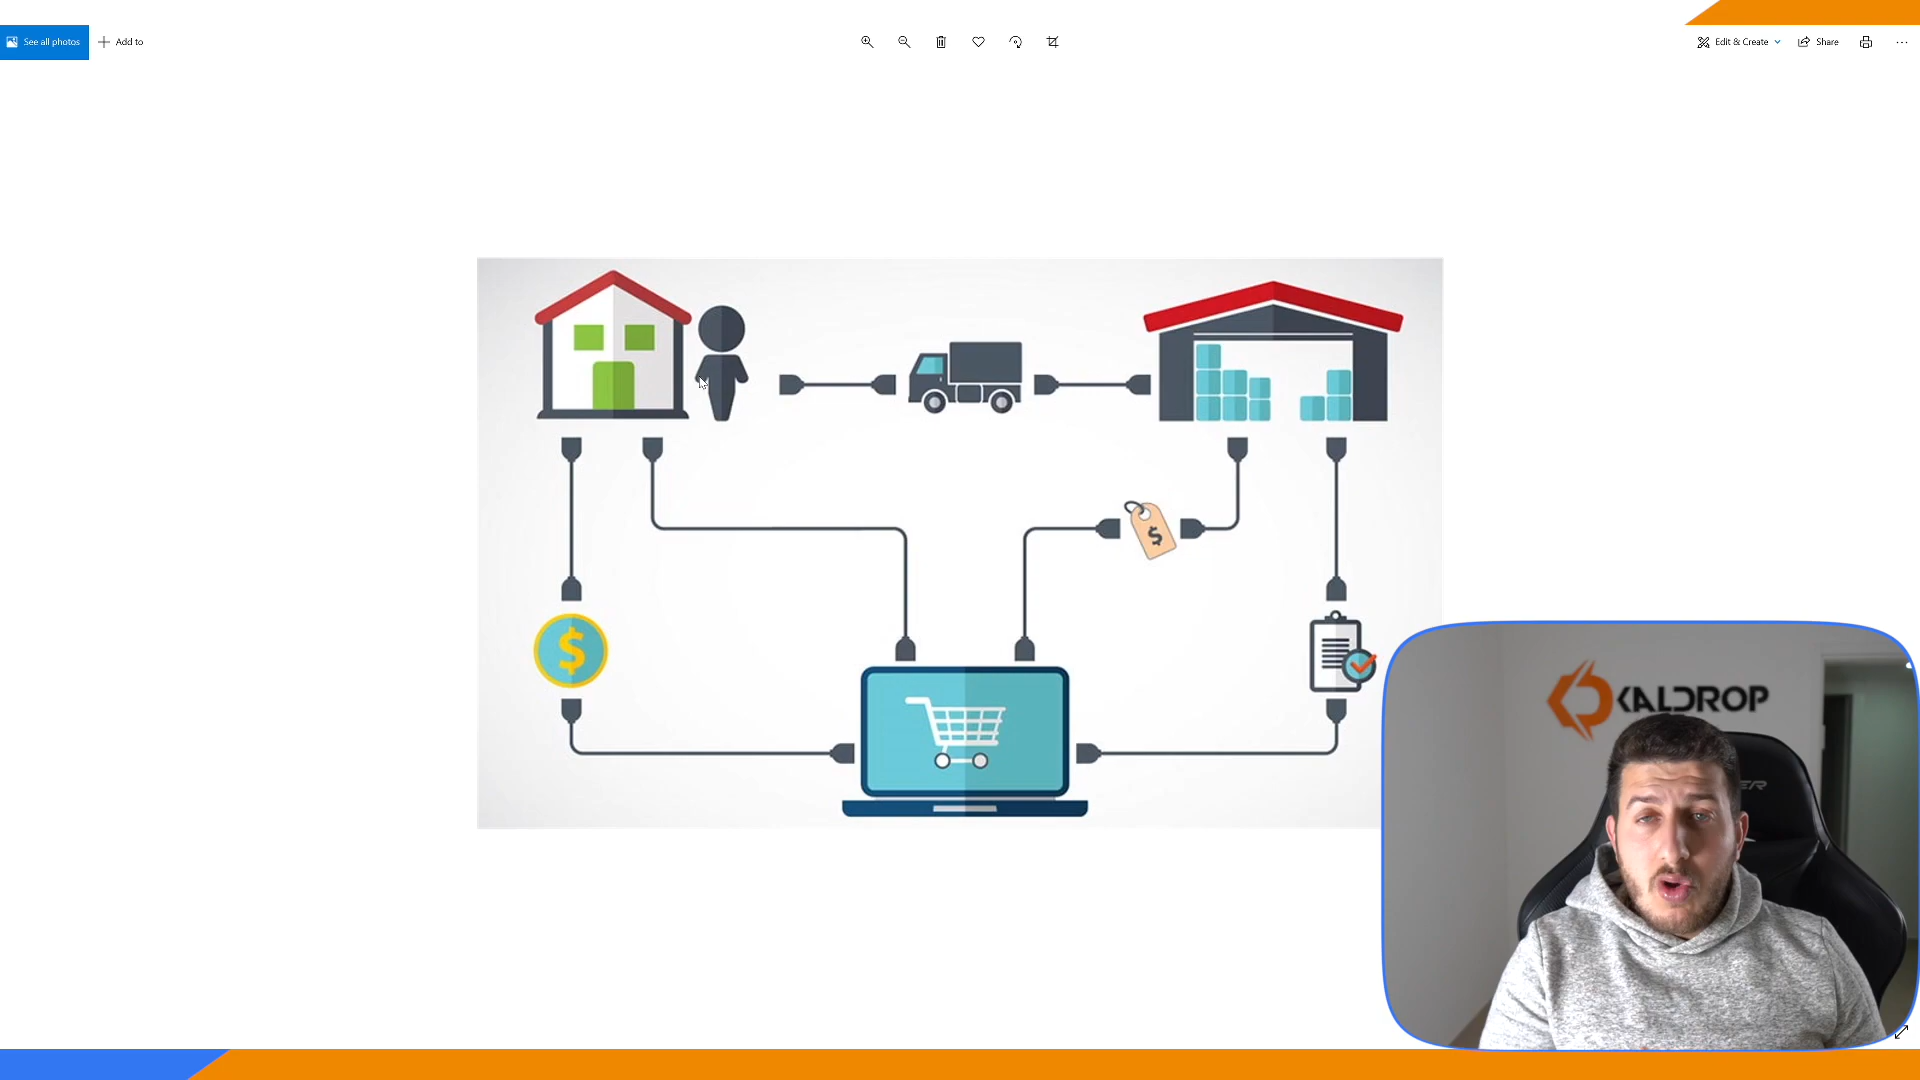 See all photos
Add to
Edit & Create
Share
$
$
KALDROP